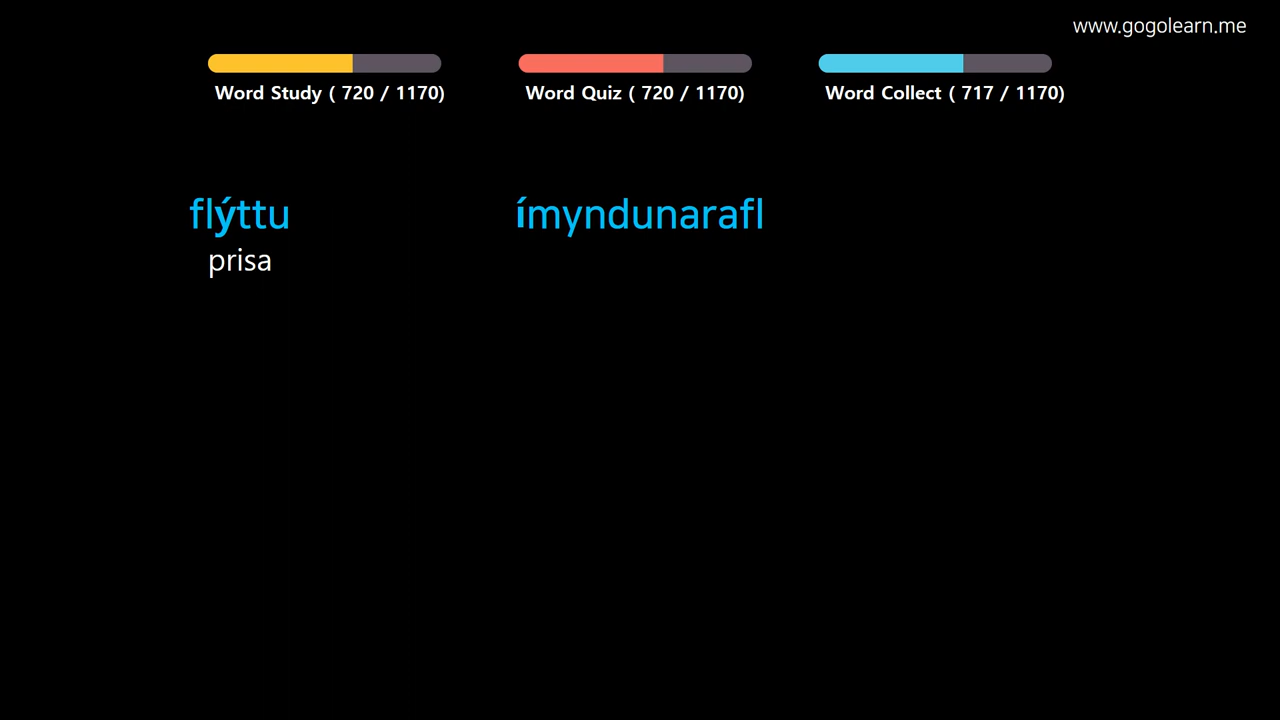 www.gogolearn.me
Word Study ( 720 / 1170)
Word Quiz ( 720 / 1170)
Word Collect ( 717 / 1170)
flýttu
ímyndunarafl
prisa